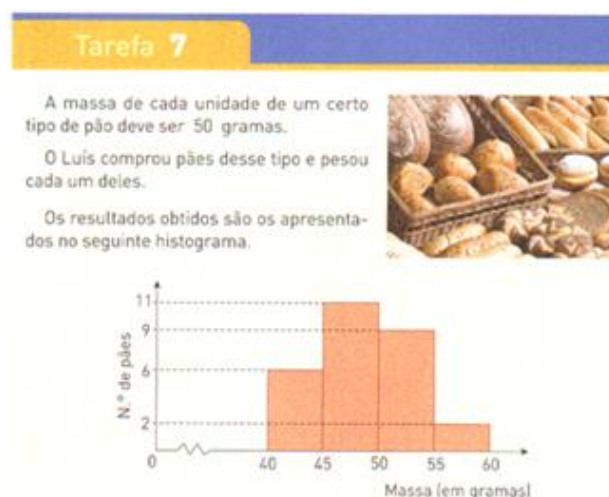 Tarefa 7
A massa de cada unidade de um certo
tipo de pão deve ser 50 gramas.
O Luís comprou pães desse tipo e pesou
cada um deles.
Os resultados obtidos são os apresenta-
dos no seguinte histograma.
N.º de pães
11
9
6
2
0
40 45 50 55 60
Massa (em gramas)